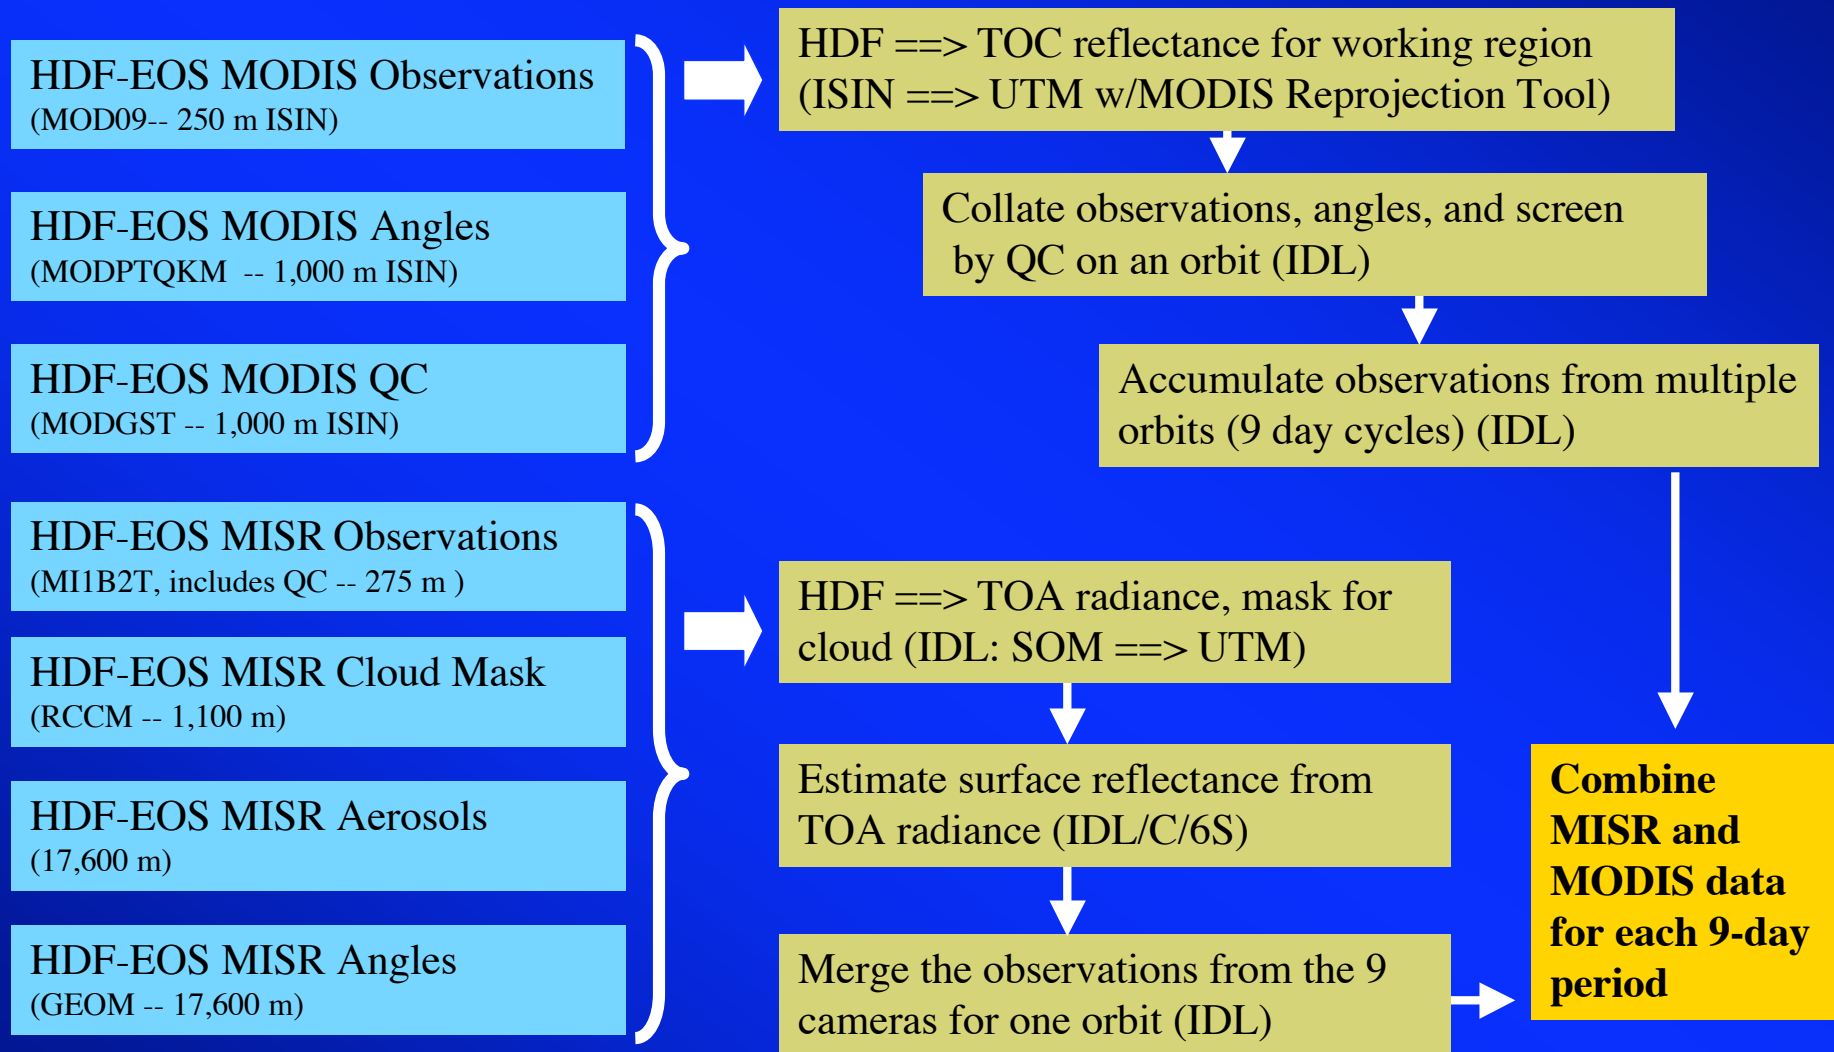 HDF-EOS MODIS Observations
(MOD09-- 250 m ISIN)
HDF-EOS MODIS Angles
(MODPTQKM -- 1,000 m ISIN)
HDF-EOS MODIS QC
(MODGST -- 1,000 m ISIN)
HDF-EOS MISR Observations
(MI1B2T, includes QC -- 275 m )
HDF-EOS MISR Cloud Mask
(RCCM -- 1,100 m)
HDF-EOS MISR Aerosols
(17,600 m)
HDF-EOS MISR Angles
(GEOM -- 17,600 m)
HDF ==> TOC reflectance for working region
(ISIN ==> UTM w/MODIS Reprojection Tool)
Collate observations, angles, and screen
by QC on an orbit (IDL)
Accumulate observations from multiple
orbits (9 day cycles) (IDL)
HDF ==> TOA radiance, mask for
cloud (IDL: SOM ==> UTM)
Estimate surface reflectance from
TOA radiance (IDL/C/6S)
Merge the observations from the 9
cameras for one orbit (IDL)
Combine
MISR and
MODIS data
for each 9-day
period